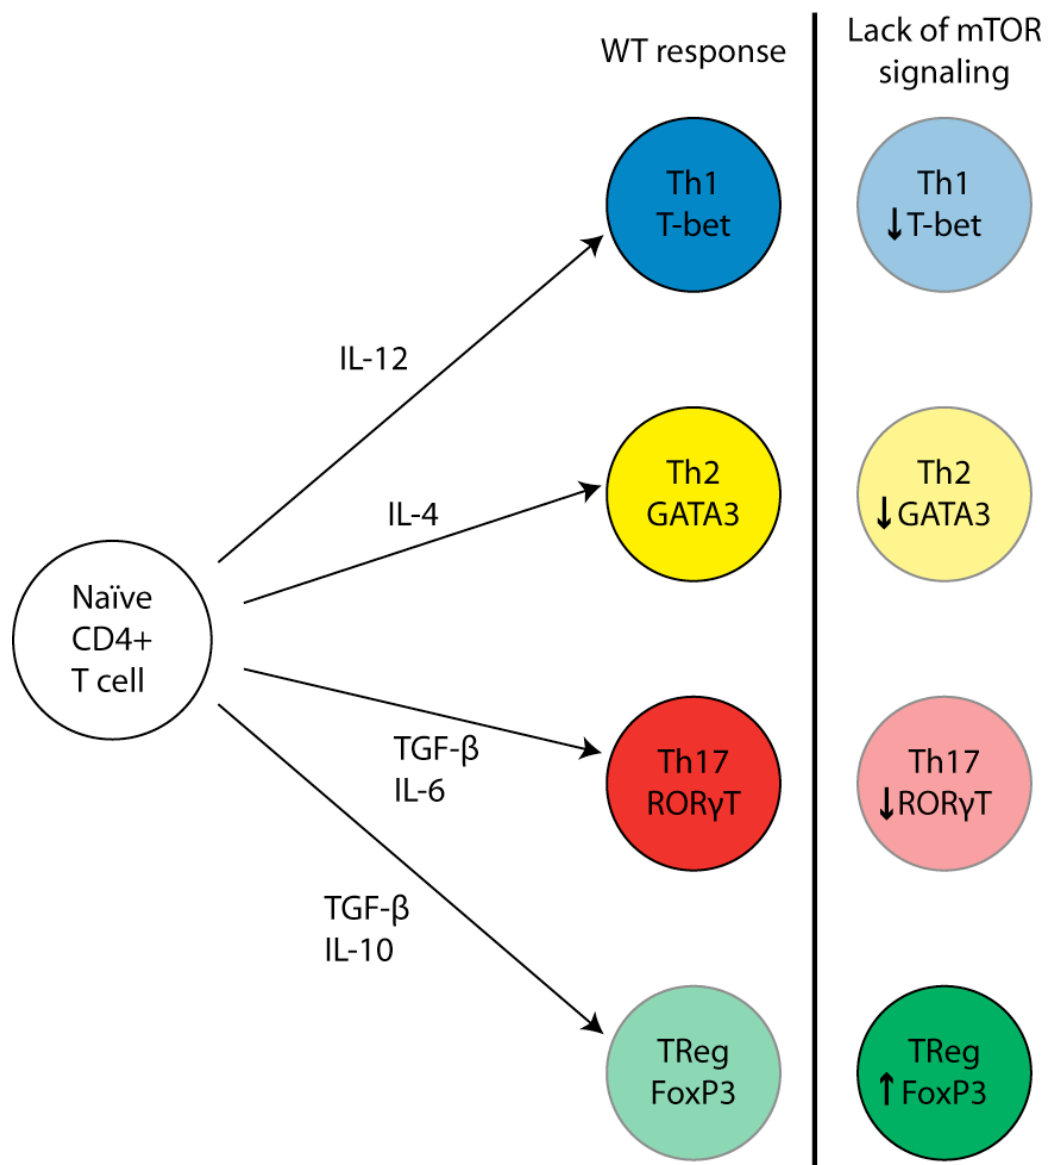 WT response
Lack of mTOR
signaling
Th1
T-bet
Th1
↓T-bet
IL-12
Th2
GATA3
Th2
↓GATA3
IL-4
Naïve
CD4+
T cell
TGF-β
IL-6
Th17
RORγT
Th17
↓RORγT
TGF-β
IL-10
TReg
FoxP3
TReg
↑FoxP3